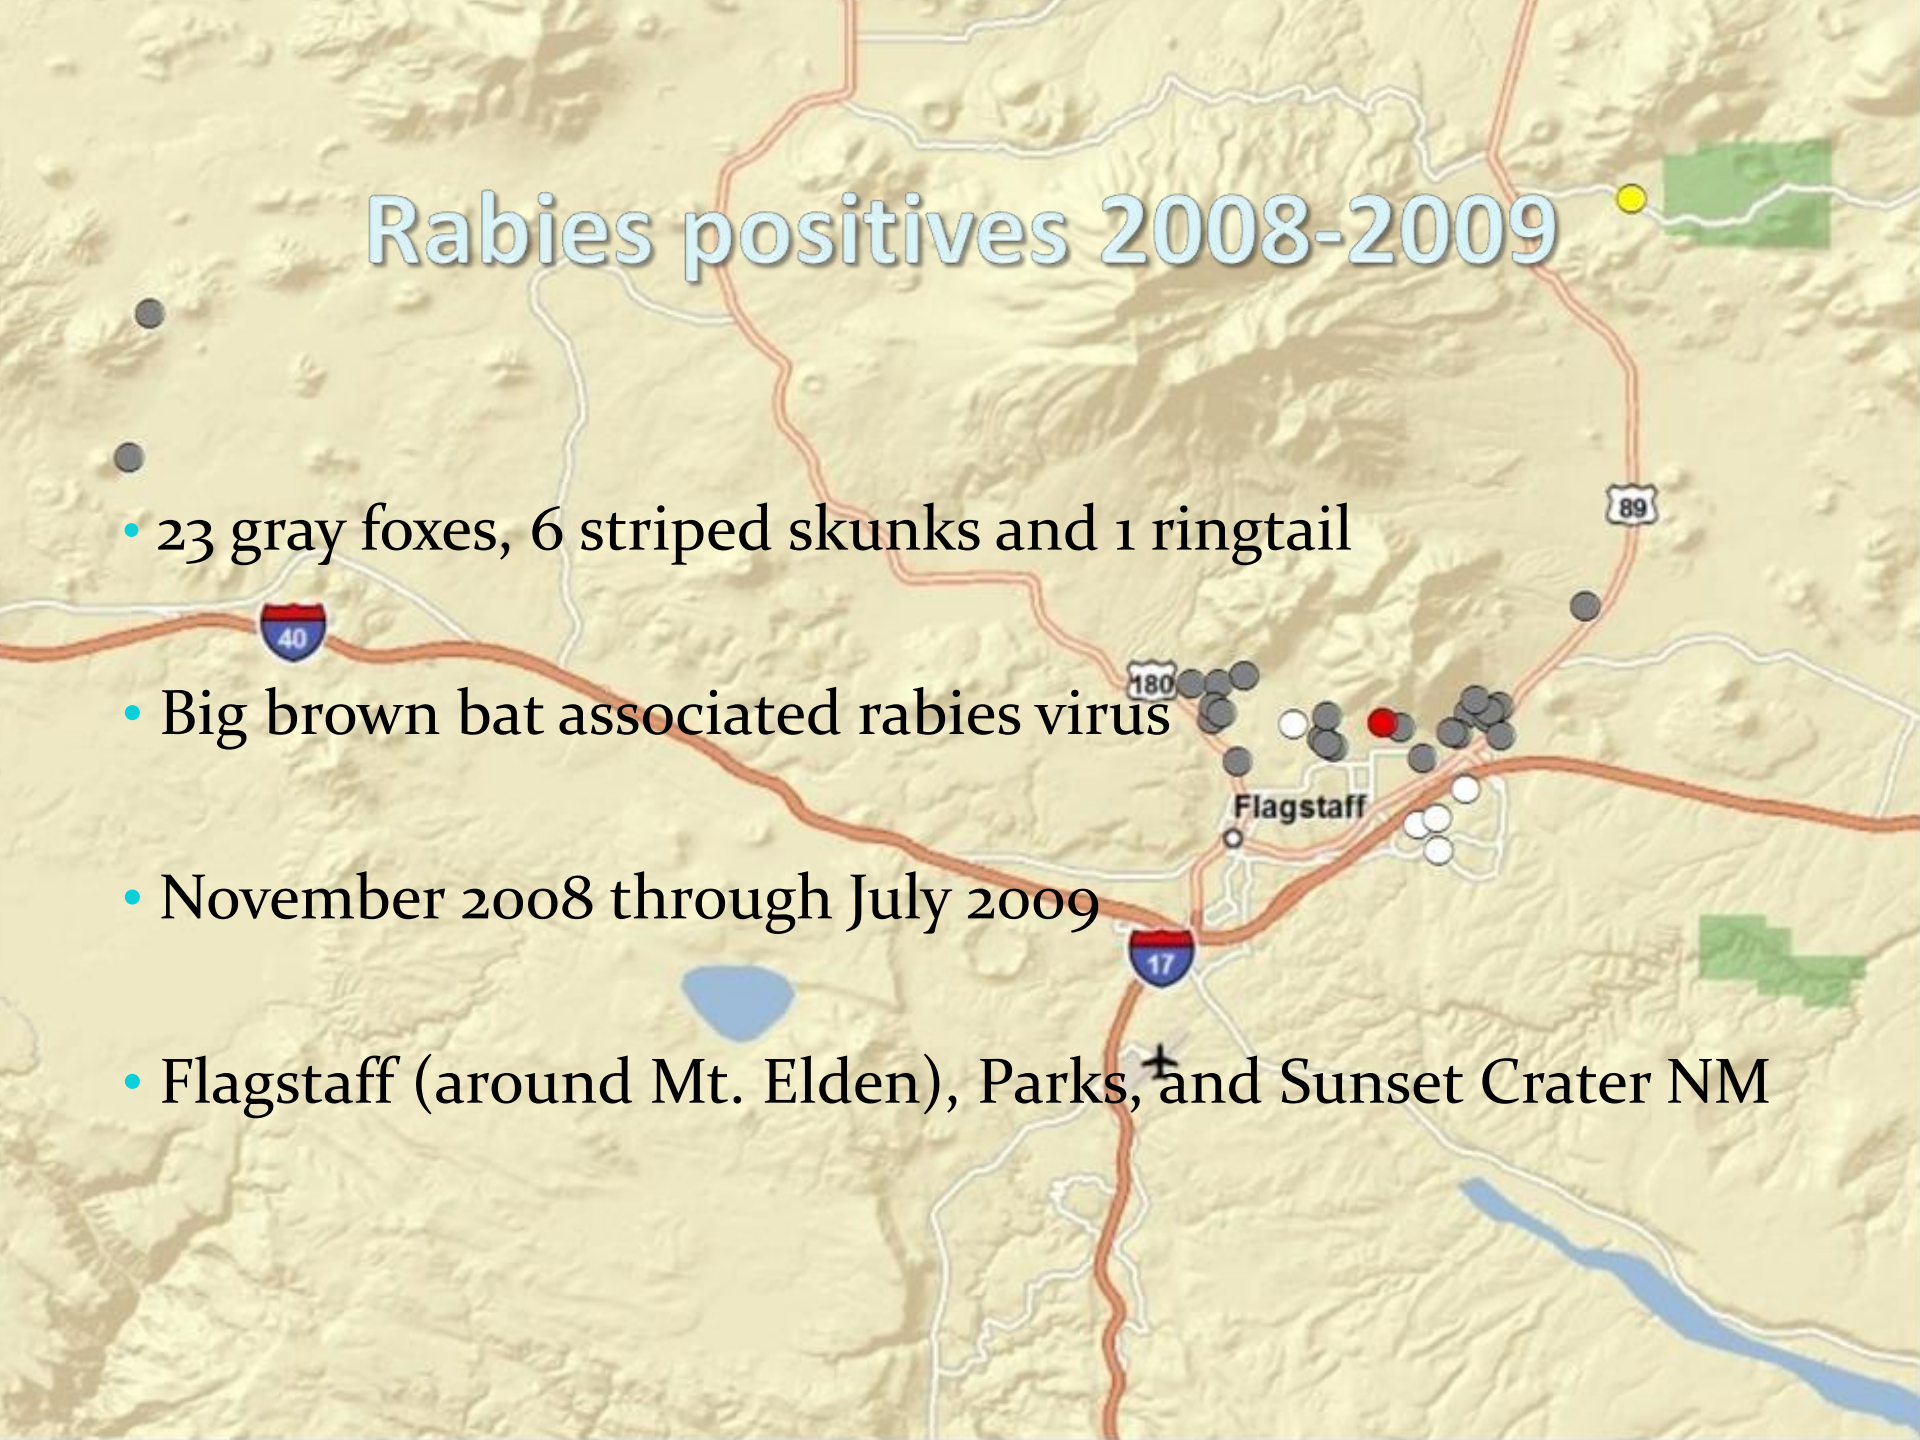 Rabies positives 2008-2009
• 23 gray foxes, 6 striped skunks and 1 ringtail
89
40
• Big brown bat associated rabies virus
180
Flagstaff
• November 2008 through July 2009
17
• Flagstaff (around Mt. Elden), Parks, and Sunset Crater NM